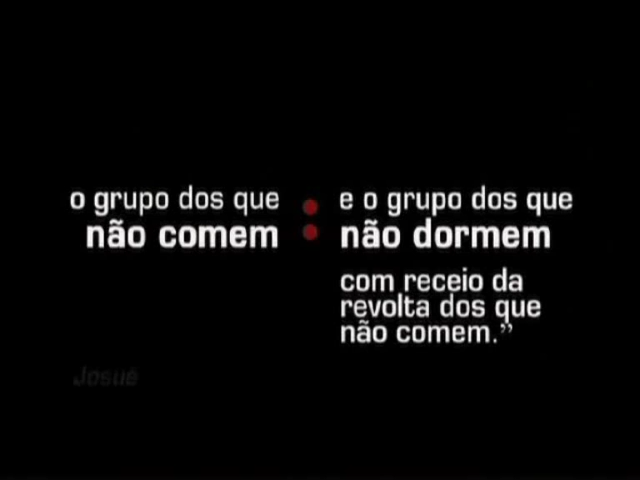 o grupo dos que
não comem
e o grupo dos que
não dormem
com receio da
revolta dos que
não comem.”
Josué